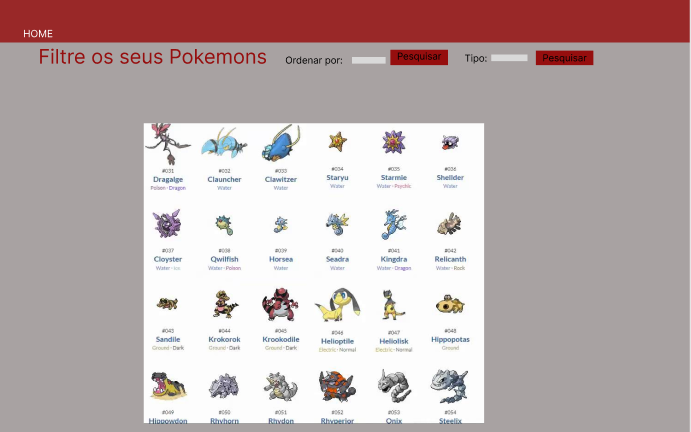 HOME
Filtre os seus Pokemons Ordenar por: Pesquisar Tipo: Pesquisar
#031 #032 #033 #034 #035 #036
Dragalge Clauncher Clawitzer Staryu Starmie Shellder
Poison · Dragon Water Water Water Water · Psychic Water
#037 #038 #039 #040 #041 #042
Cloyster Qwilfish Horsea Seadra Kingdra Relicanth
Water · Ice Water · Poison Water Water Water · Dragon Water · Rock
#043 #044 #045 #046 #047 #048
Sandile Krokorok Krookodile Helioptile Heliolisk Hippopotas
Ground · Dark Ground · Dark Ground · Dark Electric · Normal Electric · Normal Ground
#049 #050 #051 #052 #053 #054
Hippowdon Rhyhorn Rhydon Rhyperior Onix Steelix